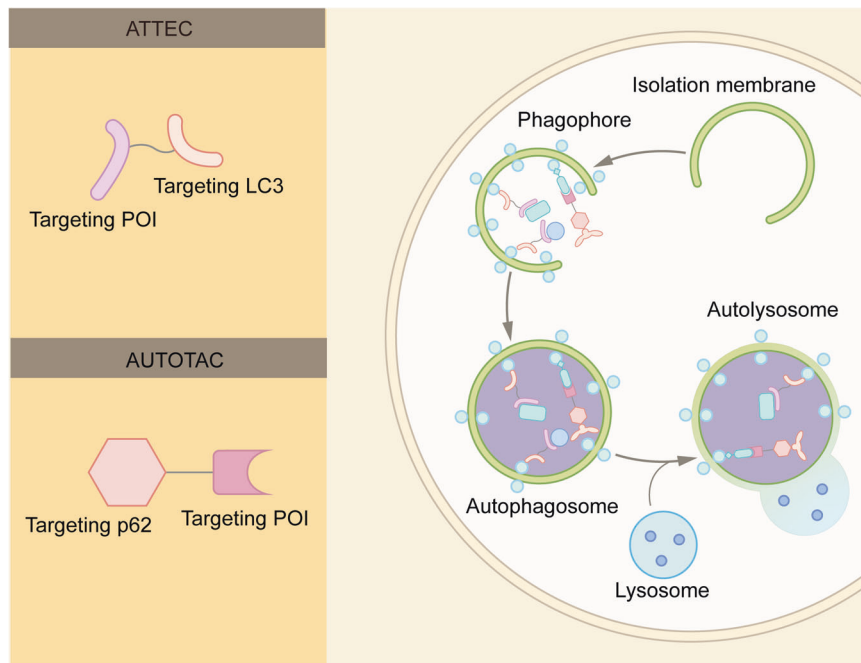 ATTEC
Targeting LC3
Targeting POI
AUTOTAC
Targeting p62
Targeting POI
Isolation membrane
Phagophore
Autolysosome
Autophagosome
Lysosome